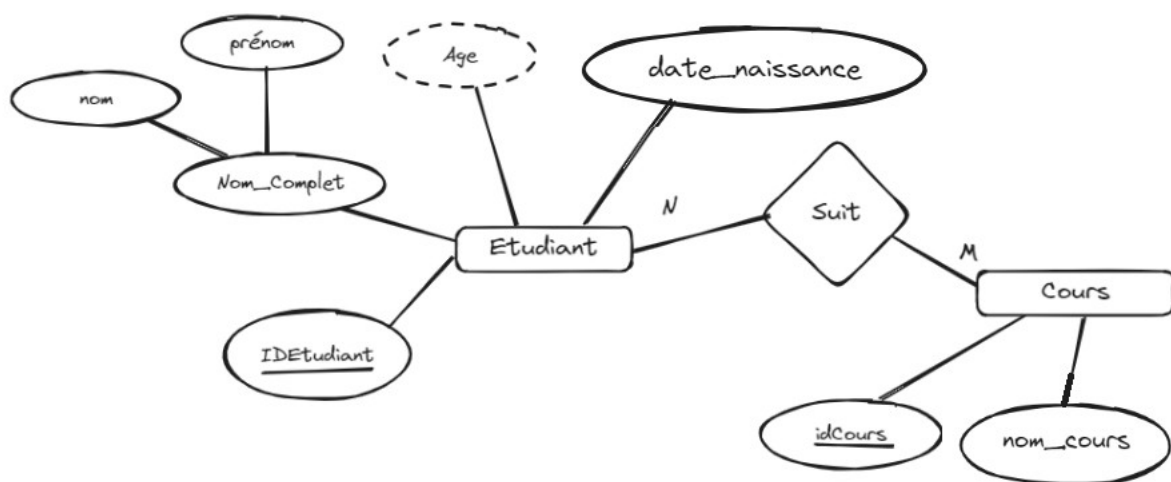 prénom
Age
date_naissance
nom
Nom_Complet
N
Suit
Etudiant
M
Cours
IDEtudiant
idCours
nom_cours